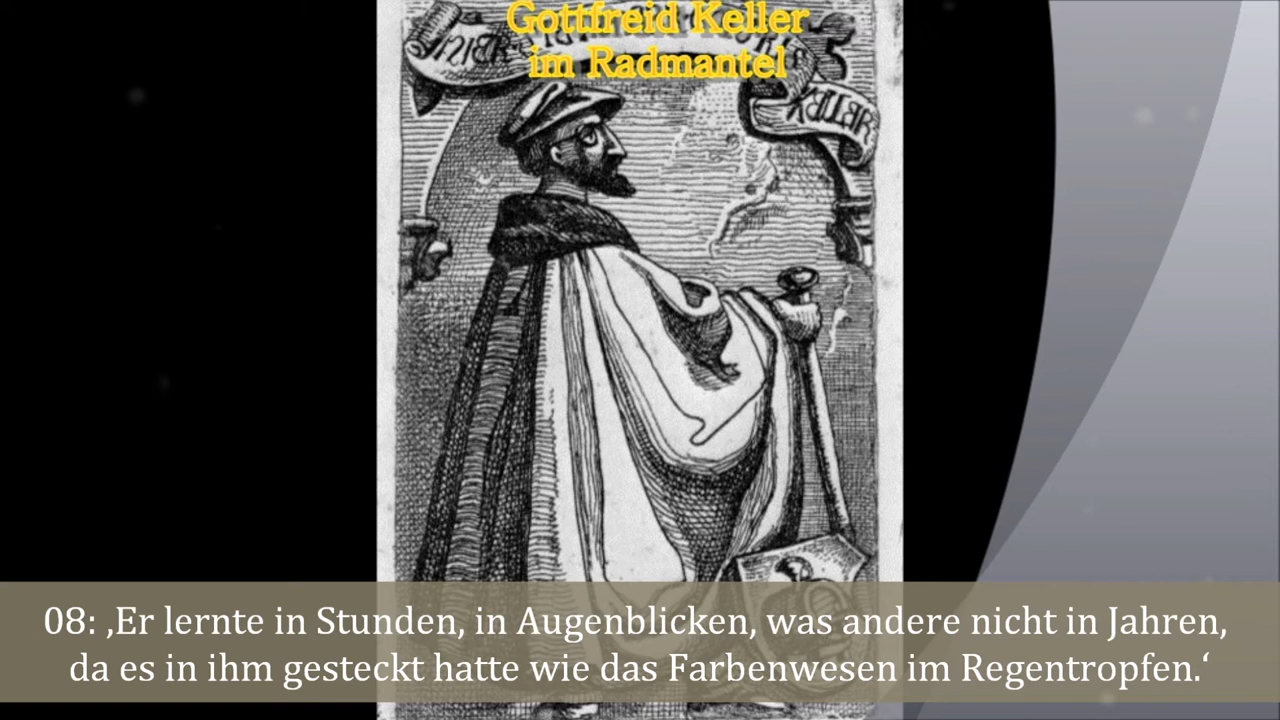 Gottfreid Keller
im Radmantel
08: ‚Er lernte in Stunden, in Augenblicken, was andere nicht in Jahren,
da es in ihm gesteckt hatte wie das Farbenwesen im Regentropfen.‘